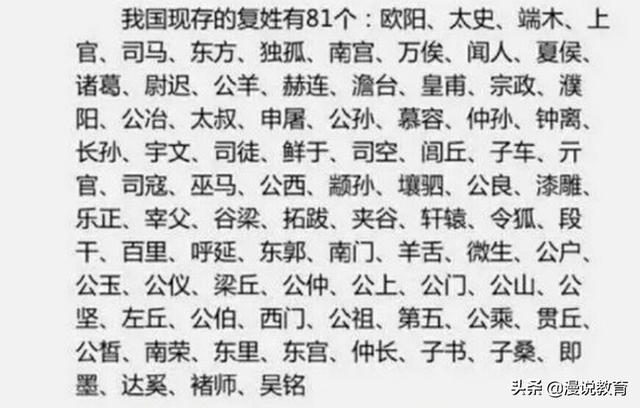 我国现存的复姓有81个：欧阳、太史、端木、上
官、司马、东方、独孤、南宫、万俟、闻人、夏侯、
诸葛、尉迟、公羊、赫连、澹台、皇甫、宗政、濮
阳、公冶、太叔、申屠、公孙、慕容、仲孙、钟离、
长孙、宇文、司徒、鲜于、司空、闾丘、子车、亓
官、司寇、巫马、公西、颛孙、壤驷、公良、漆雕、
乐正、宰父、谷梁、拓跋、夹谷、轩辕、令狐、段
干、百里、呼延、东郭、南门、羊舌、微生、公户、
公玉、公仪、梁丘、公仲、公上、公门、公山、公
坚、左丘、公伯、西门、公祖、第五、公乘、贯丘、
公皙、南荣、东里、东宫、仲长、子书、子桑、即
墨、达奚、褚师、吴铭
头条 @漫说教育